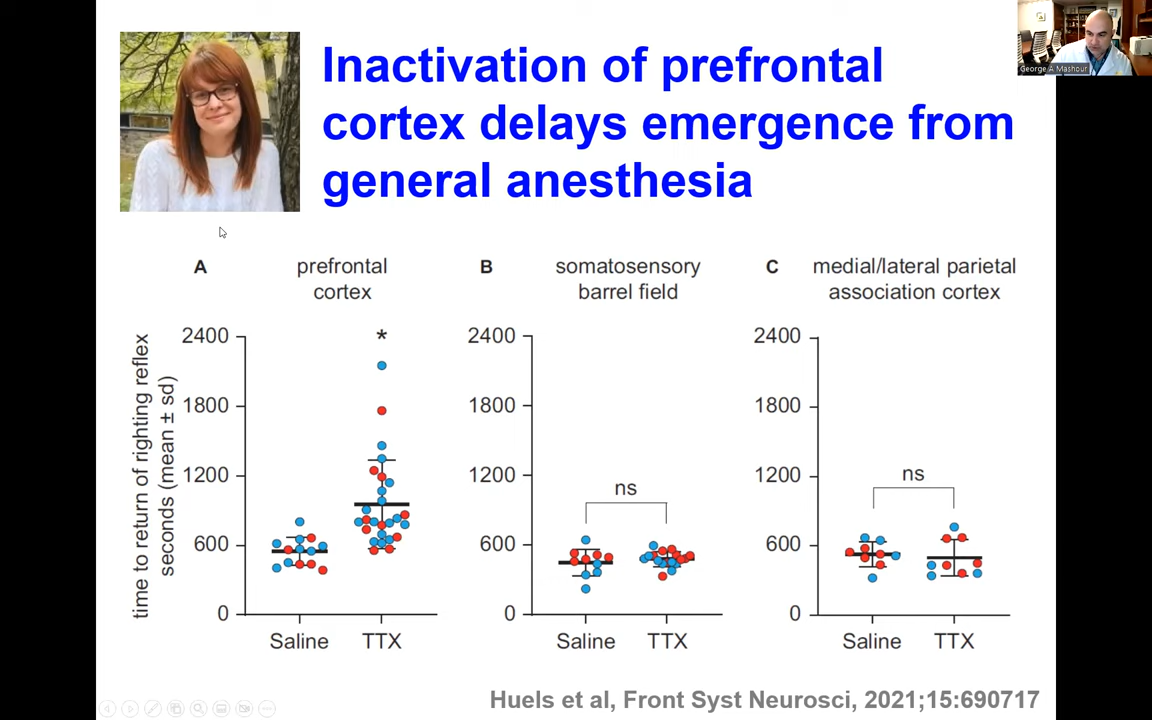 George A Mashour
Inactivation of prefrontal
cortex delays emergence from
general anesthesia
A
prefrontal
cortex
time to return of righting reflex
seconds (mean ± sd)
2400
1800
1200
600
0
*
Saline
TTX
B
somatosensory
barrel field
2400
1800
1200
600
0
ns
Saline
TTX
C
medial/lateral parietal
association cortex
2400
1800
1200
600
0
ns
Saline
TTX
Huels et al, Front Syst Neurosci, 2021;15:690717